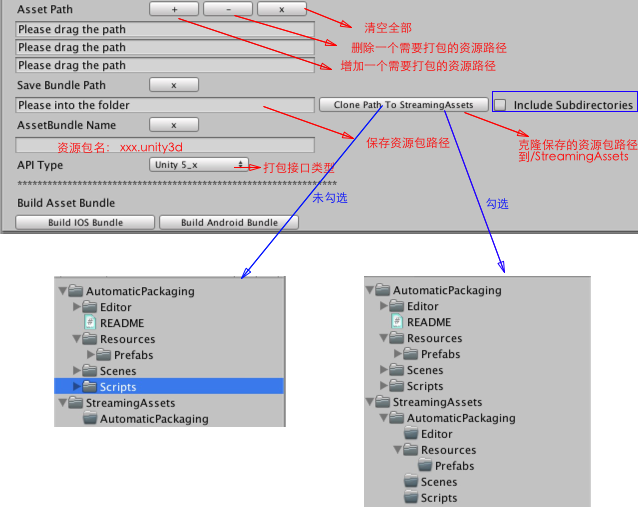 Asset Path
+
-
x
清空全部
Please drag the path
Please drag the path
删除一个需要打包的资源路径
Please drag the path
增加一个需要打包的资源路径
Save Bundle Path
x
Please into the folder
Clone Path To StreamingAssets
Include Subdirectories
AssetBundle Name
x
保存资源包路径
克隆保存的资源包路径
到/StreamingAssets
资源包名: xxx.unity3d
API Type
Unity 5_x
打包接口类型
****************************************************************
未勾选
勾选
Build Asset Bundle
Build IOS Bundle
Build Android Bundle
AutomaticPackaging
Editor
README
Resources
Prefabs
Scenes
Scripts
StreamingAssets
AutomaticPackaging
AutomaticPackaging
Editor
README
Resources
Prefabs
Scenes
Scripts
StreamingAssets
AutomaticPackaging
Editor
Resources
Prefabs
Scenes
Scripts